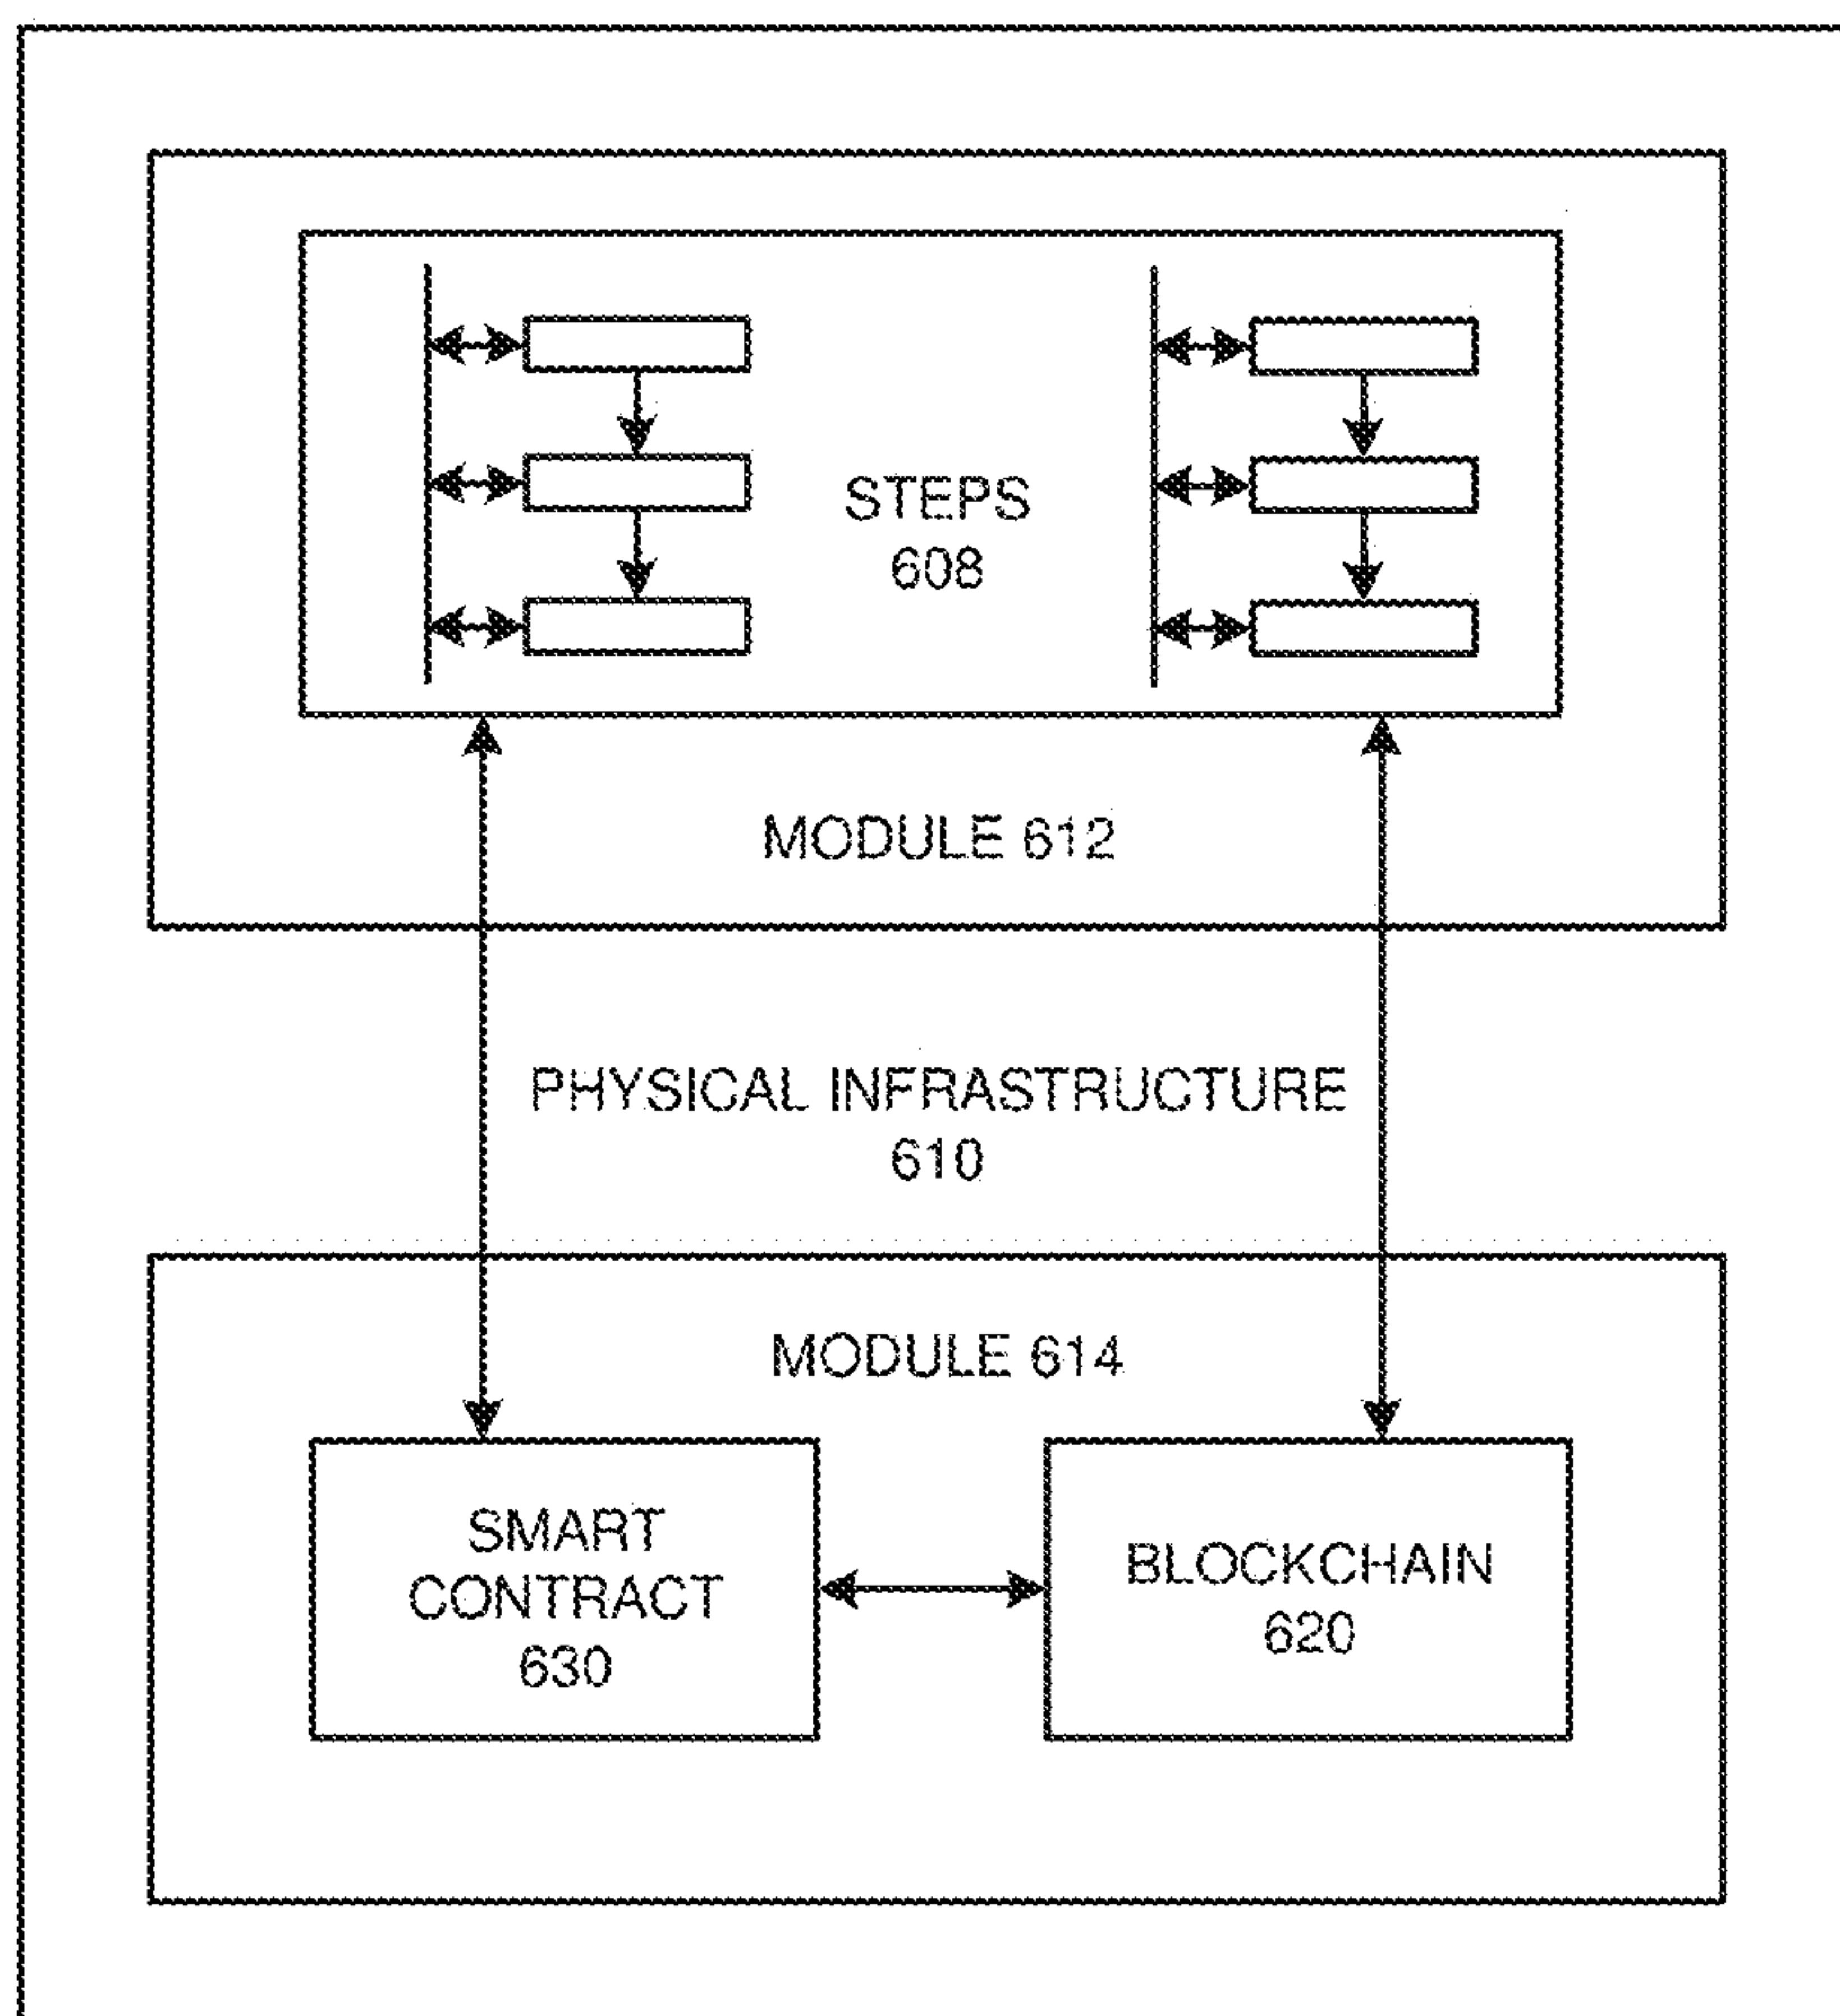 STEPS
608
MODULE 612
PHYSICAL INFRASTRUCTURE
610
MODULE 614
SMART
CONTRACT
630
BLOCKCHAIN
620